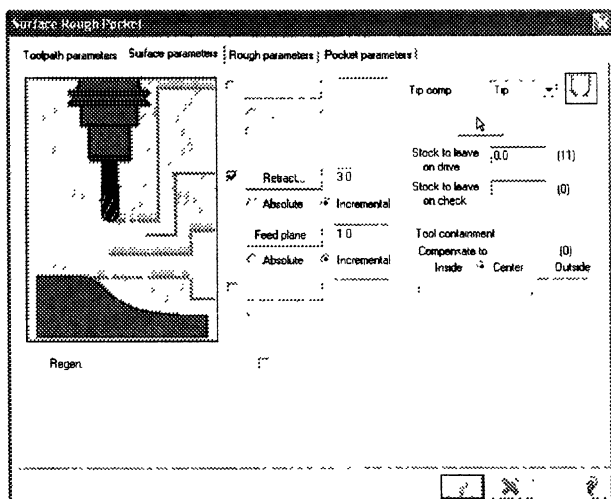 Surface Rough Pocket
Toolpath parameters Surface parameters Rough parameters Pocket parameters
Tip comp Tip
Stock to leave on drive 0.0 (11)
Retract... 3.0
Stock to leave on check (0)
Absolute Incremental
Feed plane 1.0
Tool containment
Compensate to (0)
Absolute Incremental
Inside Center Outside
Regen